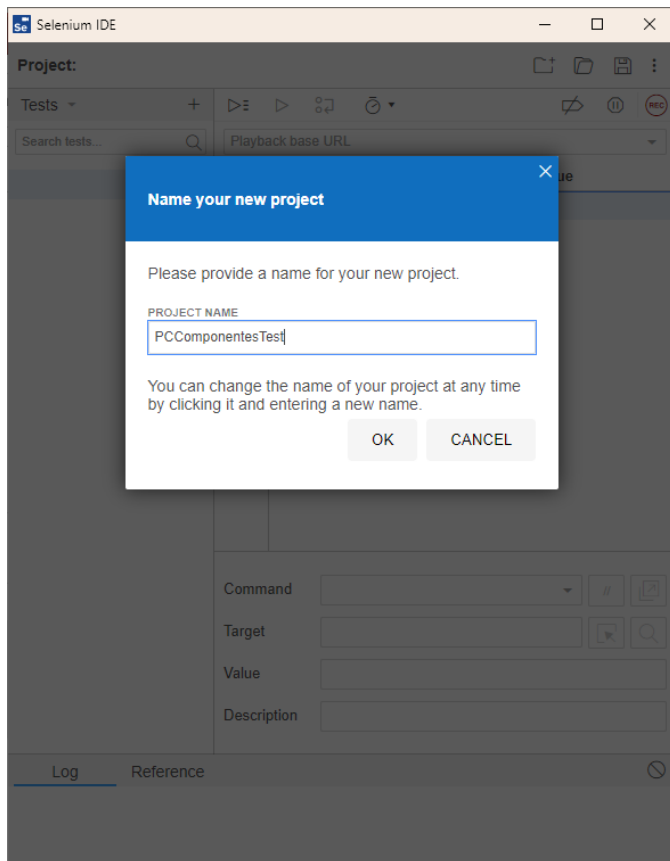 Se Selenium IDE
Project:
Tests
Search tests...
Playback base URL
REC
ue
Name your new project
Please provide a name for your new project.
PROJECT NAME
PCComponentesTest
You can change the name of your project at any time
by clicking it and entering a new name.
OK CANCEL
Command
//
Target
Value
Description
Log Reference